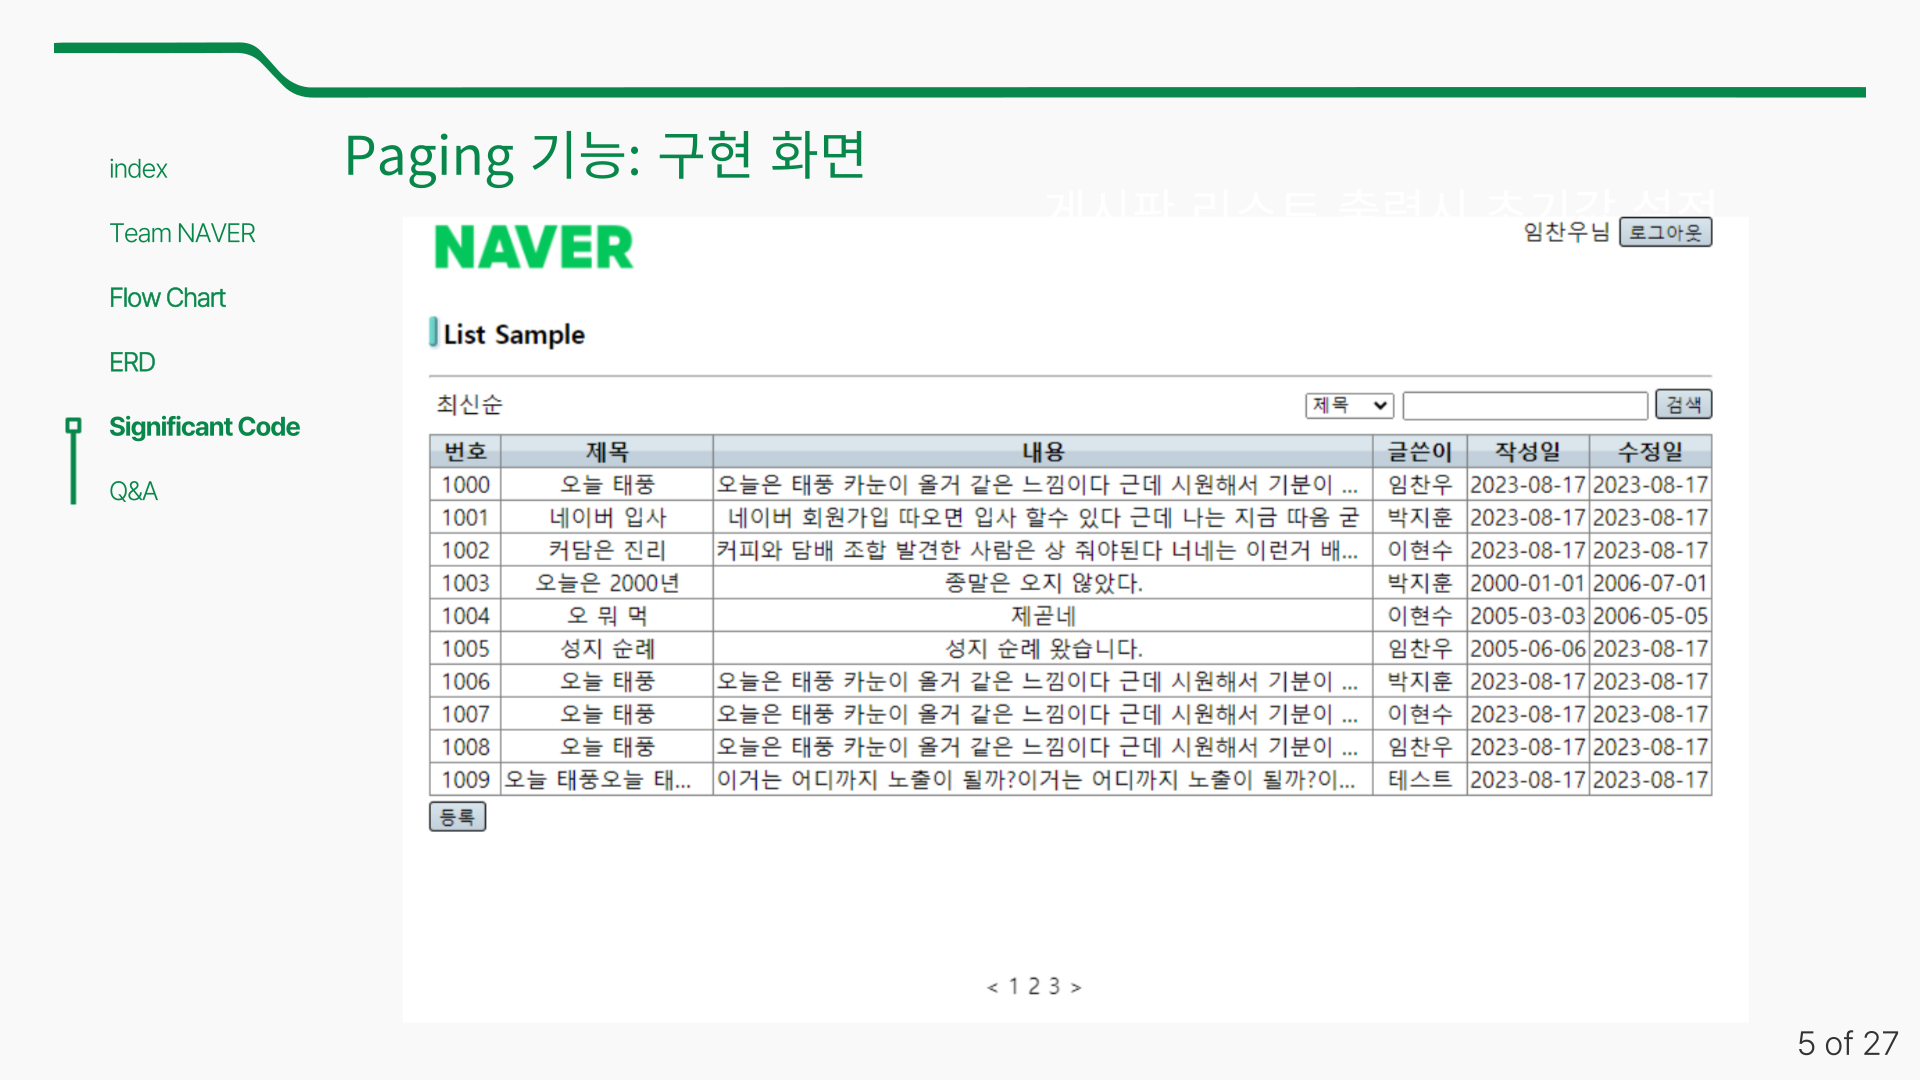 Paging 기능: 구현 화면
index
Team NAVER
Flow Chart
ERD
Significant Code
Q&A
게시판 리스트 출력시 초기값 설정
NAVER
임찬우님 로그아웃
List Sample
최신순 제목 검색
번호 제목 내용 글쓴이 작성일 수정일
1000 오늘 태풍 오늘은 태풍 카눈이 올거 같은 느낌이다 근데 시원해서 기분이 ... 임찬우 2023-08-17 2023-08-17
1001 네이버 입사 네이버 회원가입 따오면 입사 할수 있다 근데 나는 지금 따옴 굳 박지훈 2023-08-17 2023-08-17
1002 커담은 진리 커피와 담배 조합 발견한 사람은 상 줘야된다 너네는 이런거 배... 이현수 2023-08-17 2023-08-17
1003 오늘은 2000년 종말은 오지 않았다. 박지훈 2000-01-01 2006-07-01
1004 오 뭐 먹 제곧네 이현수 2005-03-03 2006-05-05
1005 성지 순례 성지 순례 왔습니다. 임찬우 2005-06-06 2023-08-17
1006 오늘 태풍 오늘은 태풍 카눈이 올거 같은 느낌이다 근데 시원해서 기분이 ... 박지훈 2023-08-17 2023-08-17
1007 오늘 태풍 오늘은 태풍 카눈이 올거 같은 느낌이다 근데 시원해서 기분이 ... 이현수 2023-08-17 2023-08-17
1008 오늘 태풍 오늘은 태풍 카눈이 올거 같은 느낌이다 근데 시원해서 기분이 ... 임찬우 2023-08-17 2023-08-17
1009 오늘 태풍오늘 태... 이거는 어디까지 노출이 될까?이거는 어디까지 노출이 될까?이... 테스트 2023-08-17 2023-08-17
등록
< 1 2 3 >
5 of 27